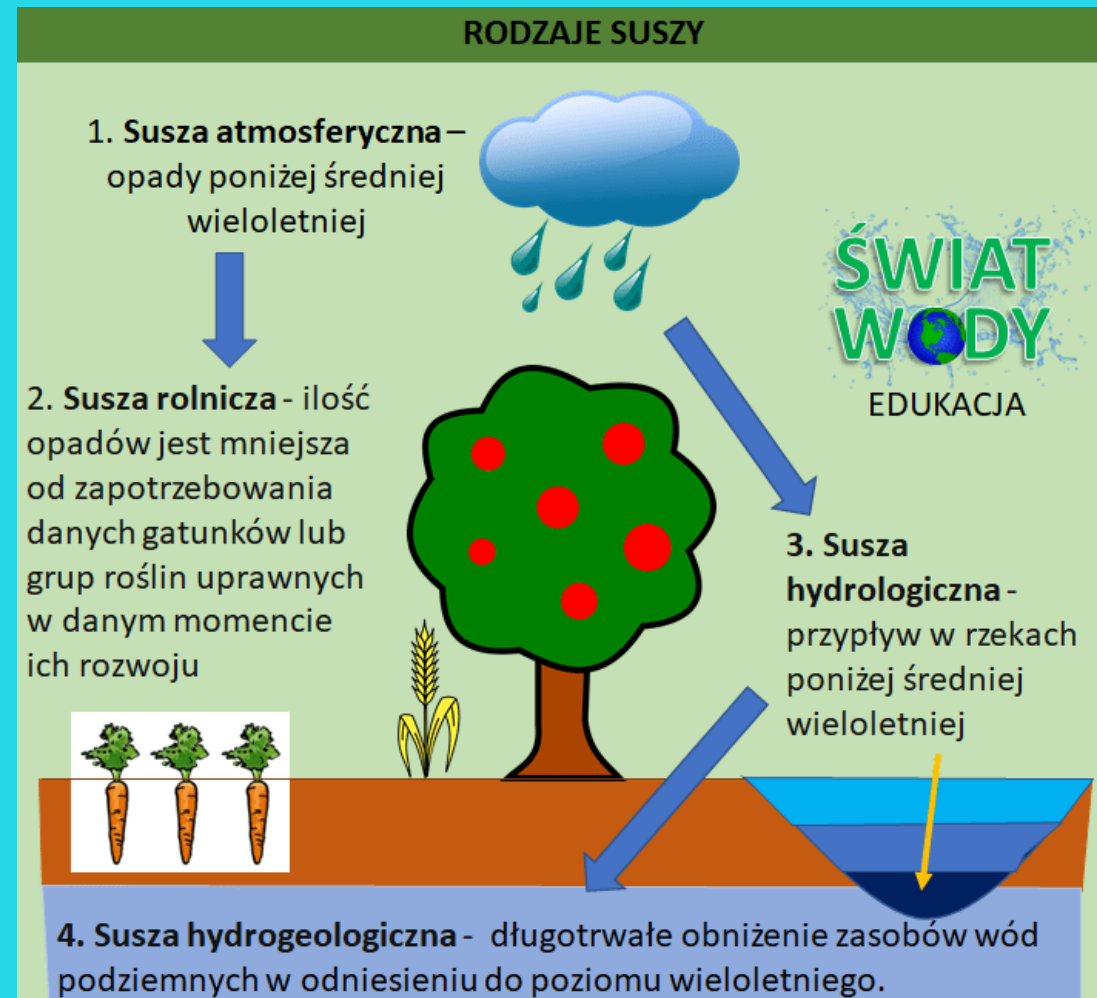 RODZAJE SUSZY
1. Susza atmosferyczna –
opady poniżej średniej
wieloletniej
ŚWIAT
WODY
EDUKACJA
2. Susza rolnicza - ilość
opadów jest mniejsza
od zapotrzebowania
danych gatunków lub
grup roślin uprawnych
w danym momencie
ich rozwoju
3. Susza
hydrologiczna -
przypływ w rzekach
poniżej średniej
wieloletniej
4. Susza hydrogeologiczna - długotrwałe obniżenie zasobów wód
podziemnych w odniesieniu do poziomu wieloletniego.